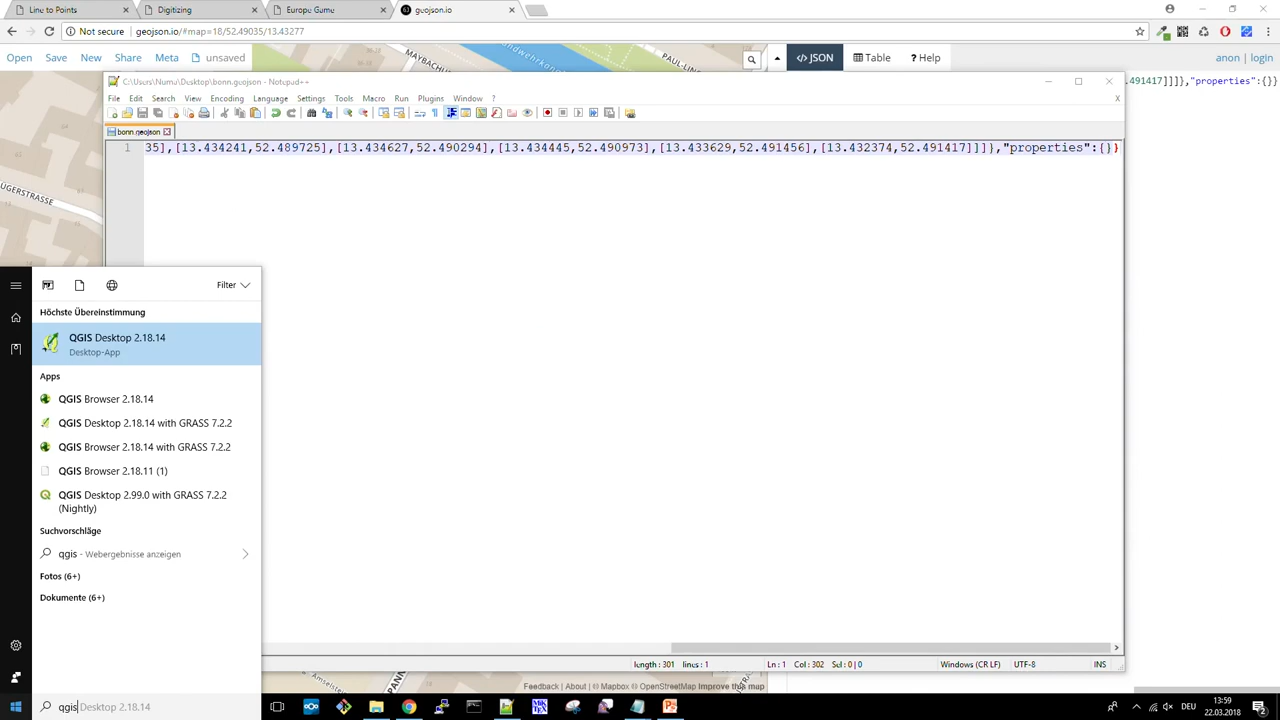 Line to Points
Digitizing
Europe Game
geojson.io
Not secure geojson.io/#map=18/52.49035/13.43277
Open Save New Share Meta unsaved
JSON Table Help
anon | login
MAYBACHU
PAUL-LIN
C:\Users\Numu\Desktop\bonn.geojson - Notepad++
.491417]]]},"properties":{}}
File Edit Search View Encoding Language Settings Tools Macro Run Plugins Window ? X
bonn.geojson
1 35],[13.434241,52.489725],[13.434627,52.490294],[13.434445,52.490973],[13.433629,52.491456],[13.432374,52.491417]]]},"properties":{}}
ÜGERSTRASSE
Filter
Höchste Übereinstimmung
QGIS Desktop 2.18.14
Desktop-App
Apps
QGIS Browser 2.18.14
QGIS Desktop 2.18.14 with GRASS 7.2.2
QGIS Browser 2.18.14 with GRASS 7.2.2
QGIS Browser 2.18.11 (1)
QGIS Desktop 2.99.0 with GRASS 7.2.2
(Nightly)
Suchvorschläge
qgis - Webergebnisse anzeigen
Fotos (6+)
Dokumente (6+)
length : 301 lines : 1 Ln : 1 Col : 302 Sel : 0 | 0 Windows (CR LF) UTF-8 INS
PANN
Feedback | About | © Mapbox © OpenStreetMap Improve this map
qgis Desktop 2.18.14
DEU
13:59
22.03.2018
2